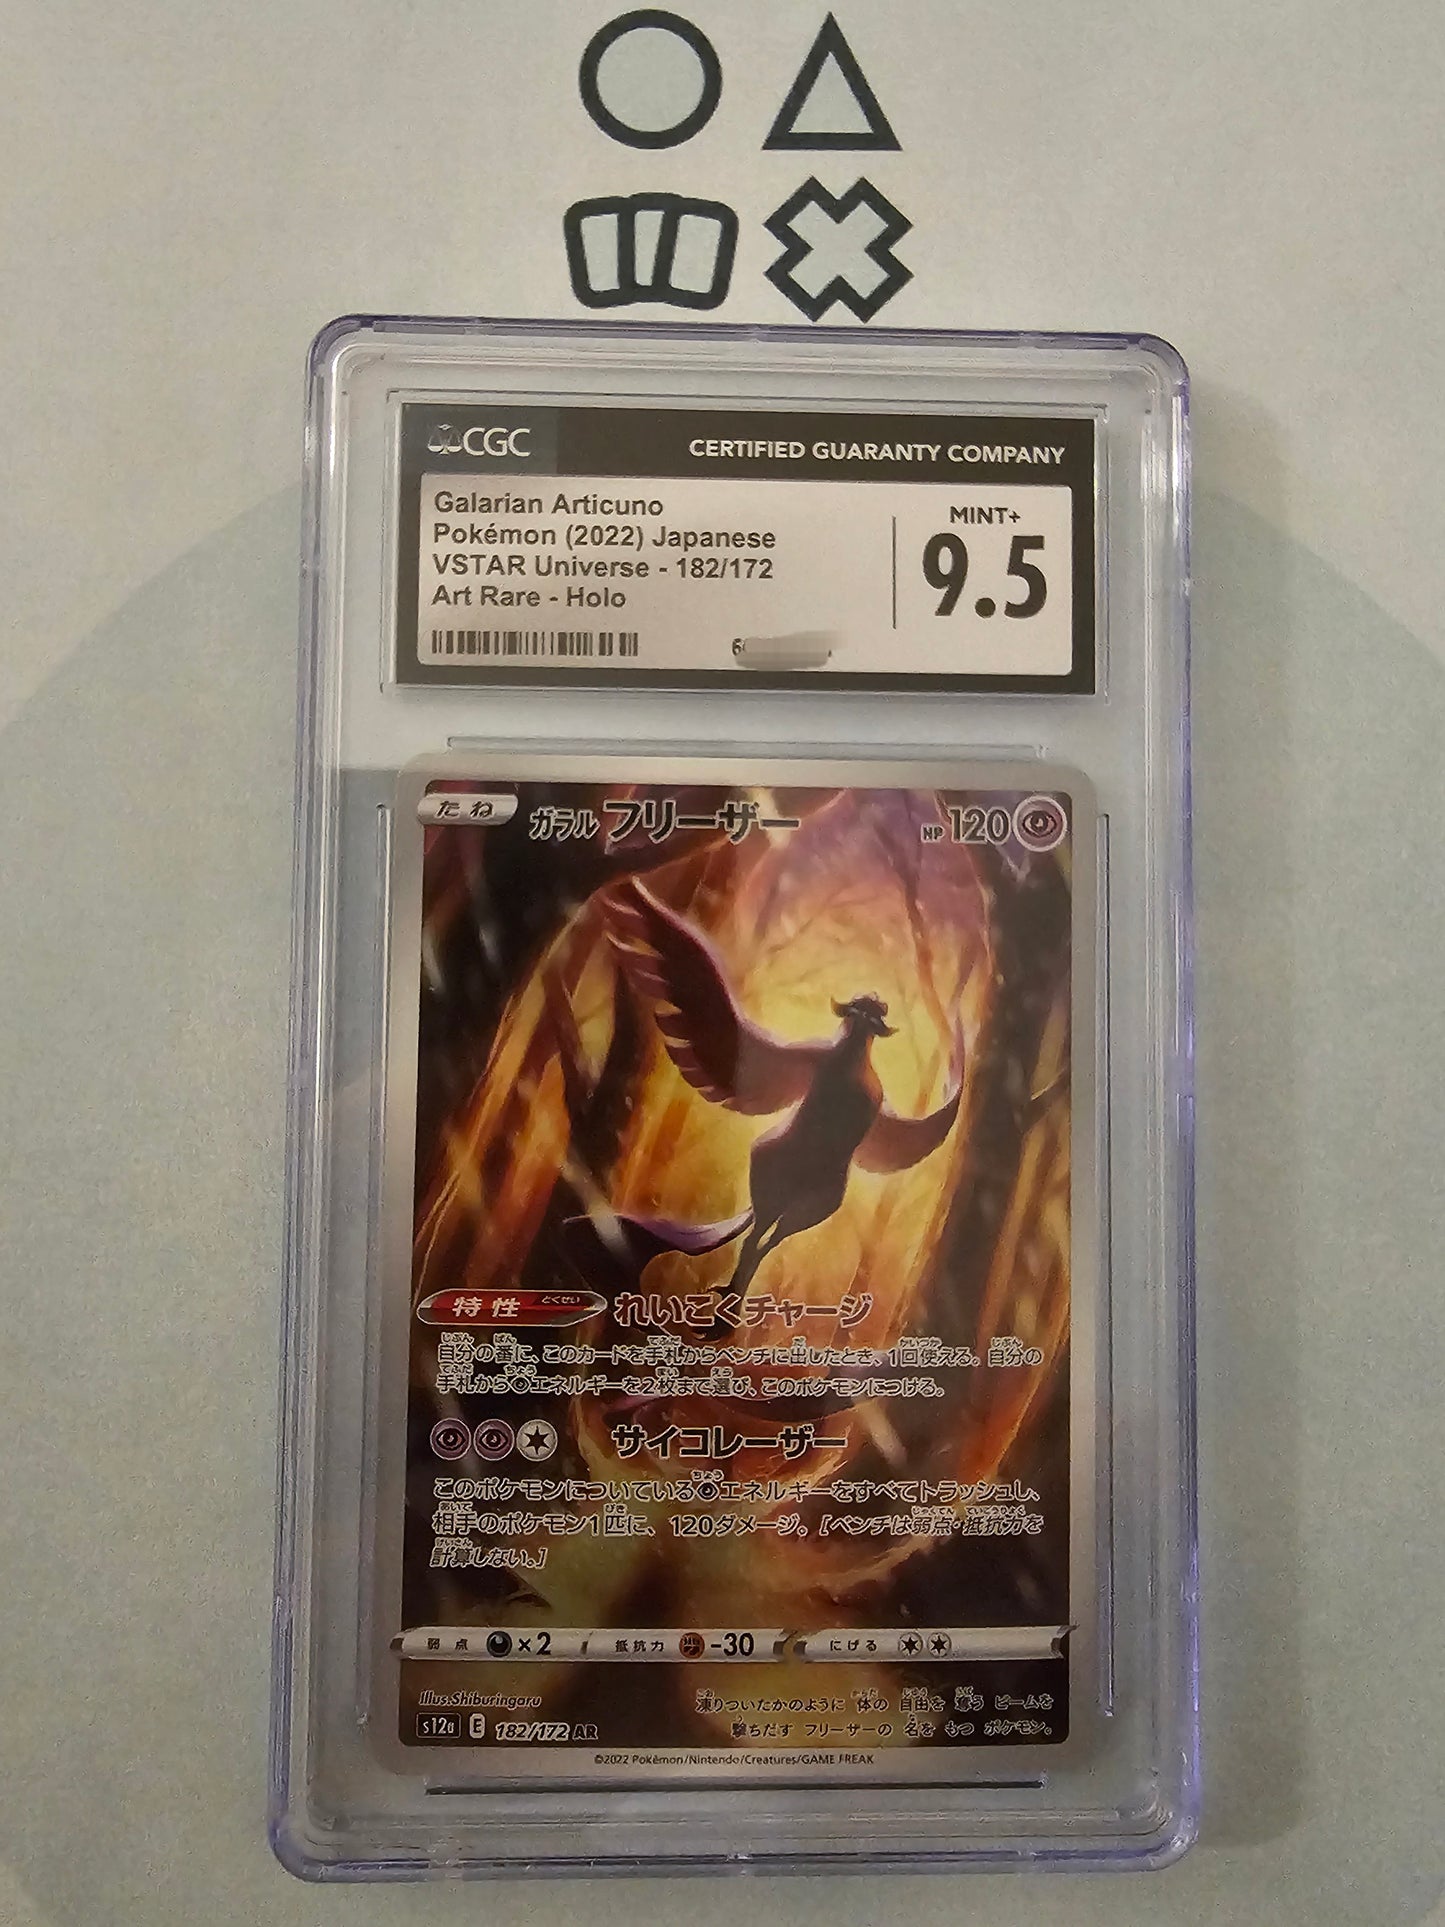 CGC
CERTIFIED GUARANTY COMPANY
Galarian Articuno
Pokémon (2022) Japanese
VSTAR Universe - 182/172
Art Rare - Holo
MINT+
9.5
たね ガラル フリーザー HP 120
特性 とくせい れいこくチャージ
自分の番に、このカードを手札からベンチに出したとき、1回使える。自分の
手札からエネルギーを2枚まで選び、このポケモンにつける。
サイコレーザー
このポケモンについているエネルギーをすべてトラッシュし、
相手のポケモン1匹に、120ダメージ。[ベンチは弱点・抵抗力を
計算しない。]
弱点 ×2 抵抗力 -30 にげる
Illus.Shiburingaru
s12a E 182/172 AR
凍りついたかのように 体の 自由を 奪う ビームを
撃ちだす フリーザーの 名を もつ ポケモン。
©2022 Pokémon/Nintendo/Creatures/GAME FREAK